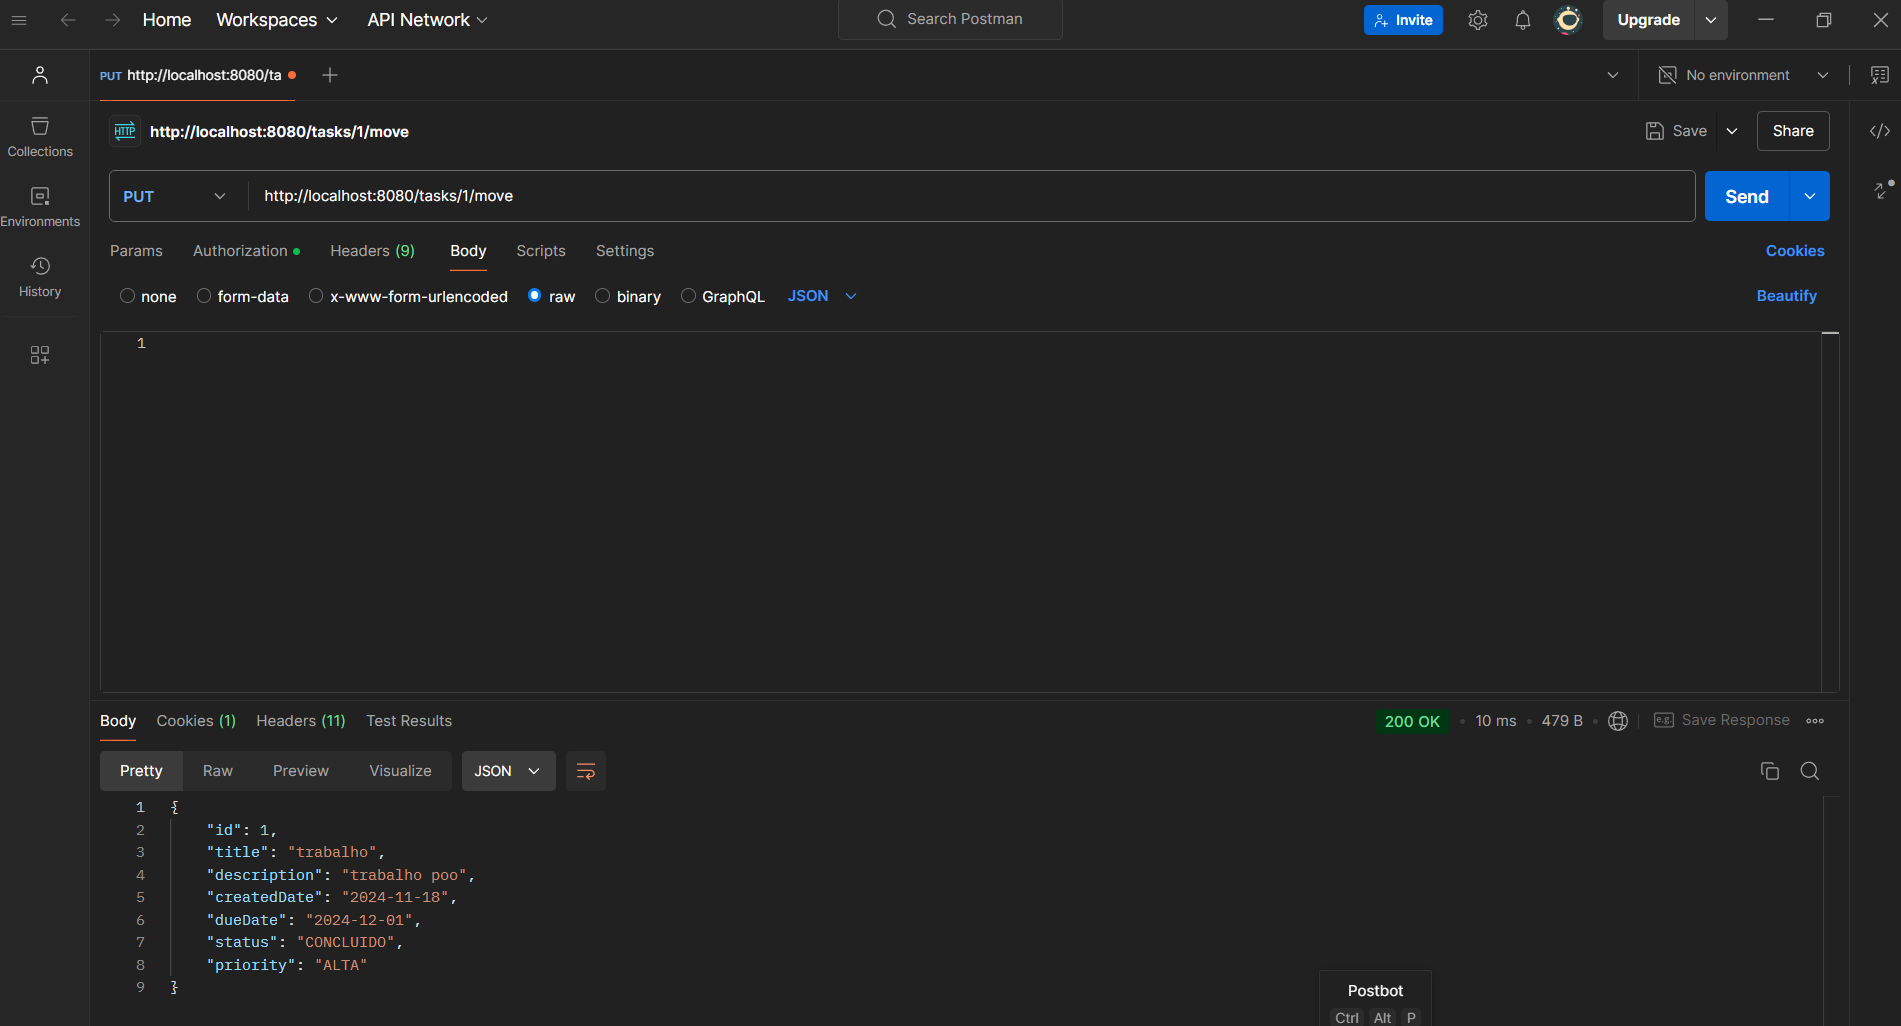 Home Workspaces API Network Search Postman Invite Upgrade
PUT http://localhost:8080/ta No environment
HTTP http://localhost:8080/tasks/1/move Save Share
Collections
PUT http://localhost:8080/tasks/1/move Send
Environments
Params Authorization Headers (9) Body Scripts Settings Cookies
History
none form-data x-www-form-urlencoded raw binary GraphQL JSON Beautify
1
Body Cookies (1) Headers (11) Test Results 200 OK 10 ms 479 B e.g. Save Response
Pretty Raw Preview Visualize JSON
1 {
2 "id": 1,
3 "title": "trabalho",
4 "description": "trabalho poo",
5 "createdDate": "2024-11-18",
6 "dueDate": "2024-12-01",
7 "status": "CONCLUIDO",
8 "priority": "ALTA"
9 }
Postbot
Ctrl Alt P